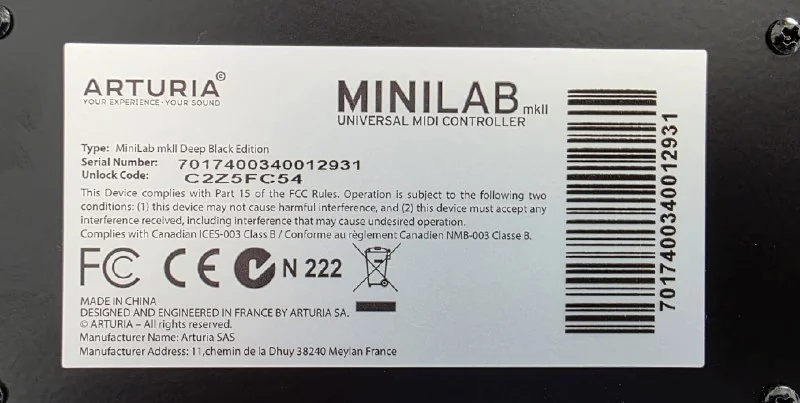 ARTURIA©
YOUR EXPERIENCE · YOUR SOUND
MINILAB mkII
UNIVERSAL MIDI CONTROLLER
Type: MiniLab mkII Deep Black Edition
Serial Number: 7017400340012931
Unlock Code: C2Z5FC54
This Device complies with Part 15 of the FCC Rules. Operation is subject to the following two
conditions: (1) this device may not cause harmful interference, and (2) this device must accept any
interference received, including interference that may cause undesired operation.
Complies with Canadian ICES-003 Class B / Conforme au règlement Canadien NMB-003 Classe B.
FC CE N 222
MADE IN CHINA
DESIGNED AND ENGINEERED IN FRANCE BY ARTURIA SA.
© ARTURIA – All rights reserved.
Manufacturer Name: Arturia SAS
Manufacturer Address: 11,chemin de la Dhuy 38240 Meylan France
7017400340012931